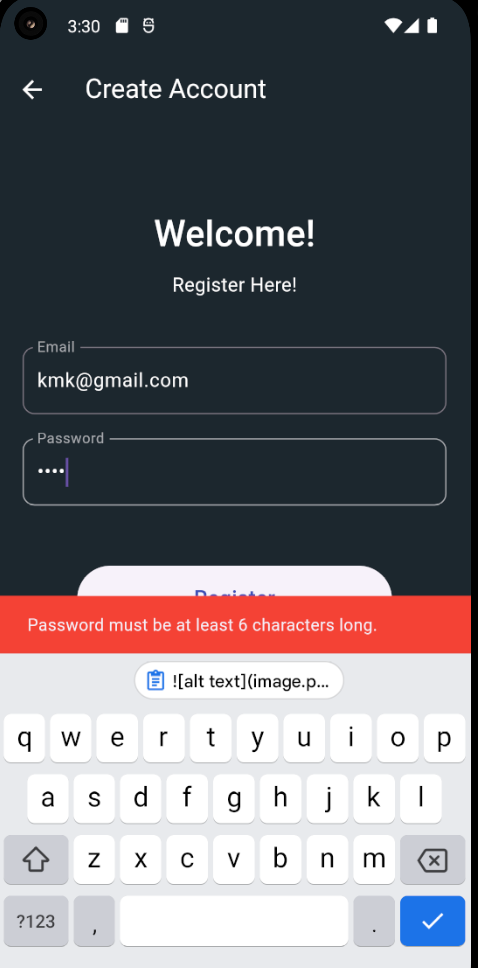 3:30
Create Account
Welcome!
Register Here!
Email
kmk@gmail.com
Password
••••
Register
Password must be at least 6 characters long.
![alt text](image.p...
q w e r t y u i o p
a s d f g h j k l
z x c v b n m
?123 , .